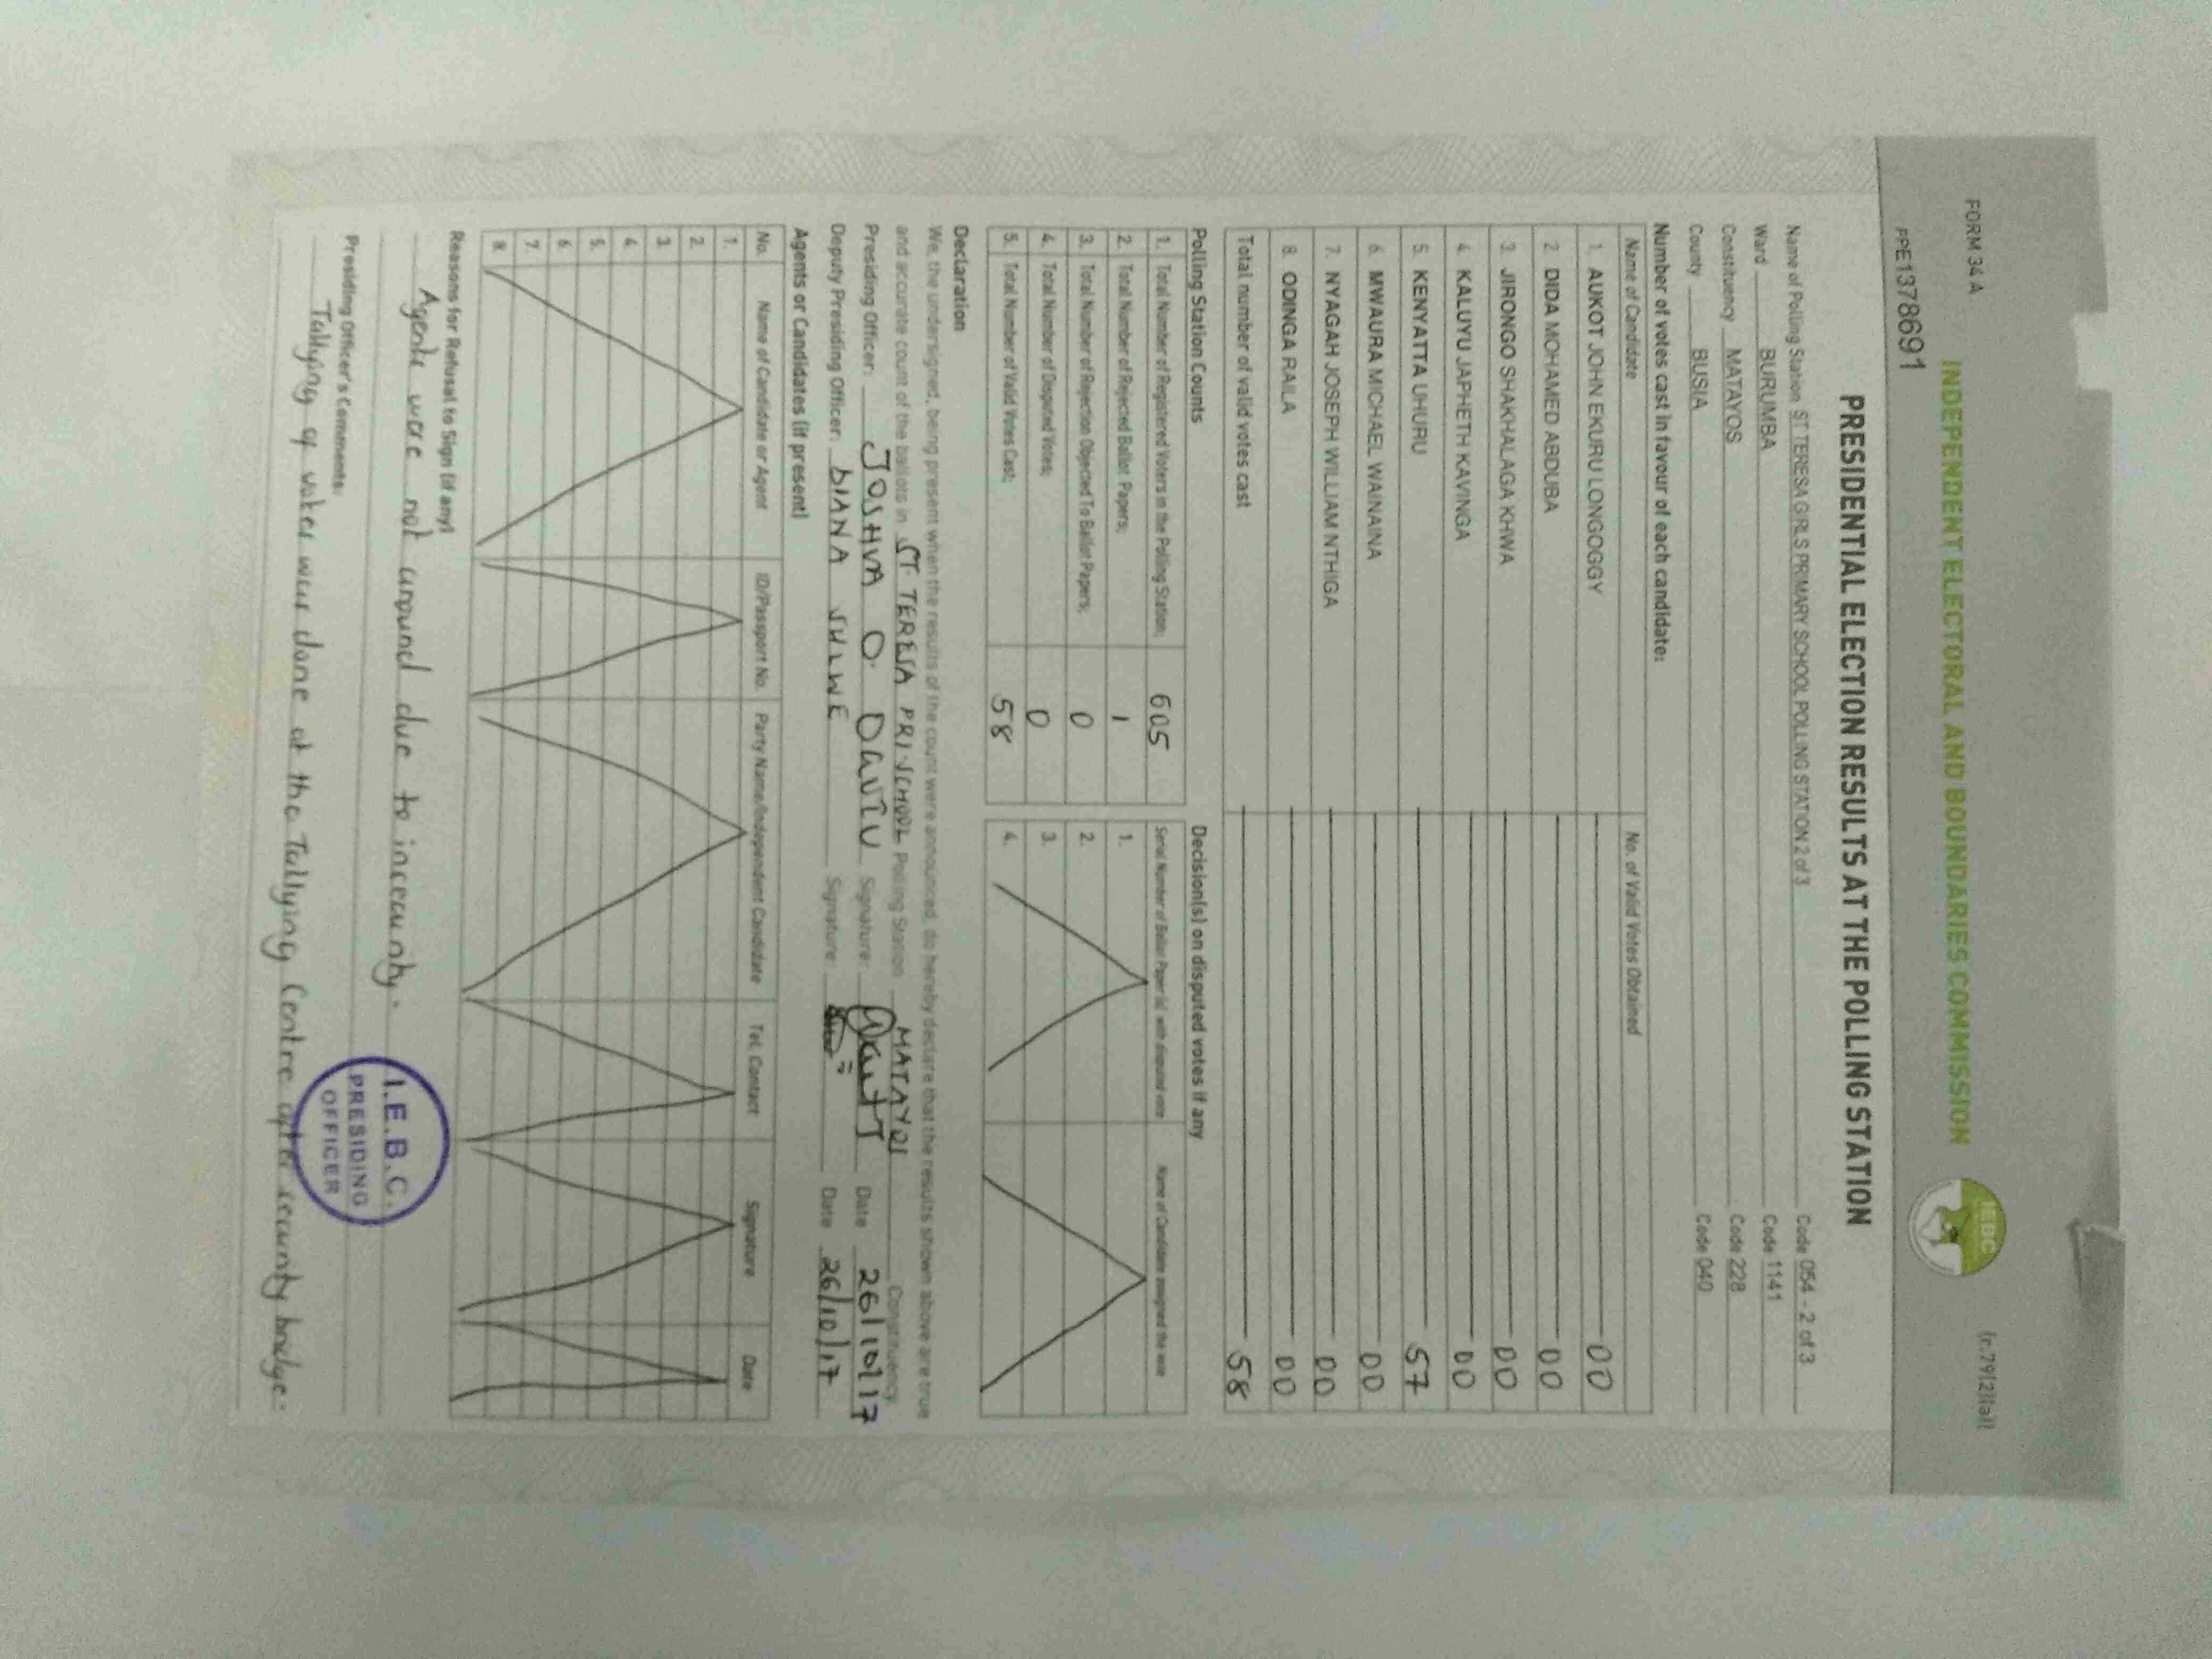 FORM 34 A
(r.79(2)(a))
INDEPENDENT ELECTORAL AND BOUNDARIES COMMISSION
IEBC
PPE1378691
PRESIDENTIAL ELECTION RESULTS AT THE POLLING STATION
Name of Polling Station ST TERESA GIRLS PRIMARY SCHOOL POLLING STATION 2 of 3 Code 054 - 2 of 3
Ward BURUMBA Code 1141
Constituency MATAYOS Code 228
County BUSIA Code 040
Number of votes cast in favour of each candidate:
Name of Candidate No. of Valid Votes Obtained
1. AUKOT JOHN EKURU LONGOGGY 00
2. DIDA MOHAMED ABDUBA 00
3. JIRONGO SHAKHALAGA KHWA 00
4. KALUYU JAPHETH KAVINGA 00
5. KENYATTA UHURU 57
6. MWAURA MICHAEL WAINAINA 00
7. NYAGAH JOSEPH WILLIAM NTHIGA 00
8. ODINGA RAILA 00
Total number of valid votes cast 58
Polling Station Counts
1. Total Number of Registered Voters in the Polling Station; 605
2. Total Number of Rejected Ballot Papers; 1
3. Total Number of Rejection Objected To Ballot Papers; 0
4. Total Number of Disputed Votes; 0
5. Total Number of Valid Votes Cast; 58
Decision(s) on disputed votes if any
Serial Number of Ballot Paper (s) with disputed vote Name of Candidate assigned the vote
1.
2.
3.
4.
Declaration
We, the undersigned, being present when the results of the count were announced, do hereby declare that the results shown above are true
and accurate count of the ballots in ST. TERESA PRI SCHOOL Polling Station MATAYOS Constituency
Presiding Officer: JOSHUA O. Signature: Date 26/10/17
Deputy Presiding Officer: DIANA Signature: Date 26/10/17
Agents or Candidates (if present)
No. Name of Candidate or Agent ID/Passport No. Party Name/Independent Candidate Tel. Contact Signature Date
1.
2.
3.
4.
5.
6.
7.
8.
Reasons for Refusal to Sign (if any)
Agents were not around due to insecurity.
Presiding Officer's Comments:
Tallying of votes was done at the Tallying Centre after security
I.E.B.C.
PRESIDING
OFFICER